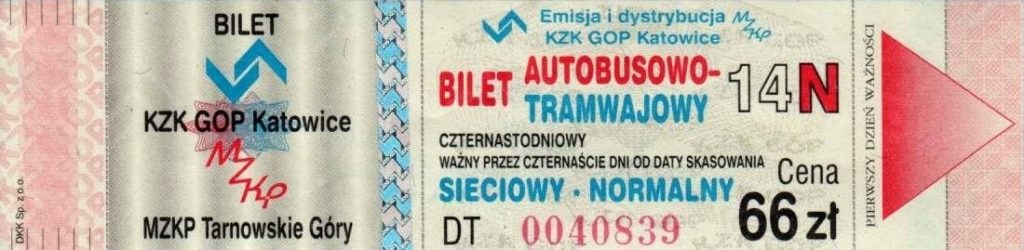 DKK Sp. z o.o.
BILET
KZK GOP Katowice
MZKP
MZKP Tarnowskie Góry
Emisja i dystrybucja MZKP
KZK GOP Katowice
BILET AUTOBUSOWO-
TRAMWAJOWY
14N
CZTERNASTODNIOWY
WAŻNY PRZEZ CZTERNAŚCIE DNI OD DATY SKASOWANIA
SIECIOWY · NORMALNY
Cena
66 zł
DT 0040839
PIERWSZY DZIEŃ WAŻNOŚCI